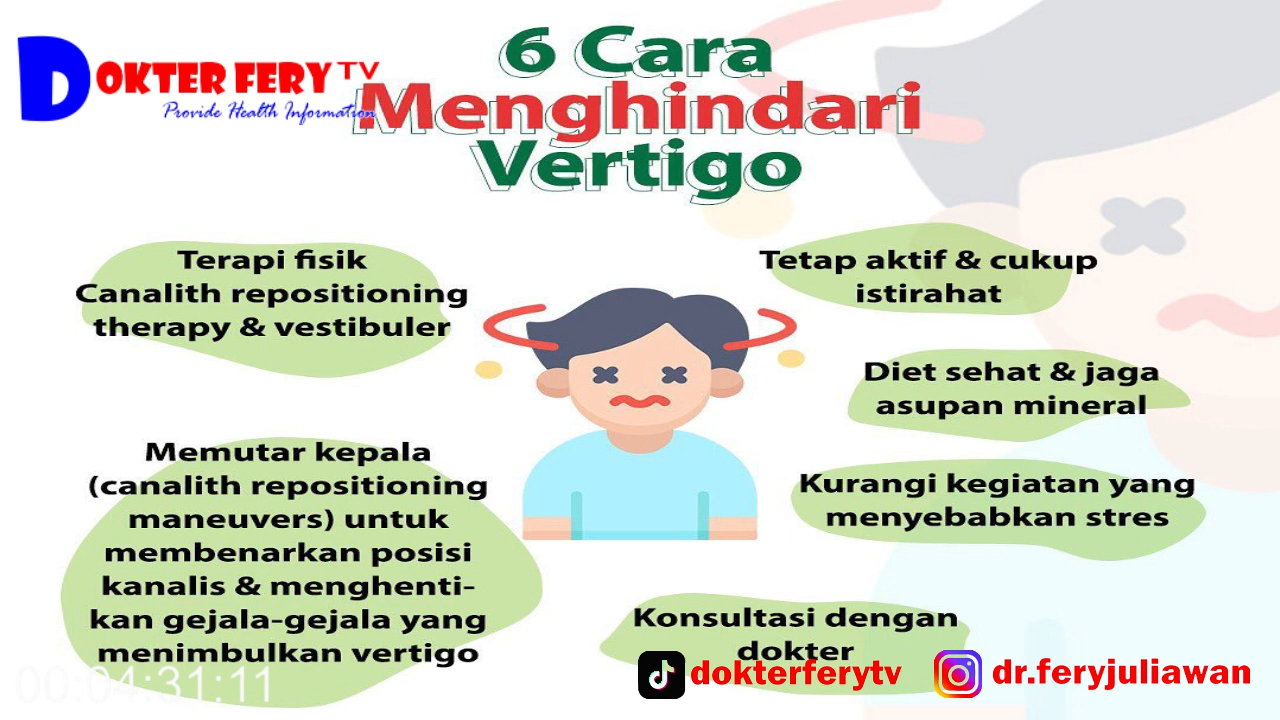 DOKTER FERY TV
Provide Health Information
6 Cara
Menghindari
Vertigo
Terapi fisik
Canalith repositioning
therapy & vestibuler
Memutar kepala
(canalith repositioning
maneuvers) untuk
membenarkan posisi
kanalis & menghenti-
kan gejala-gejala yang
menimbulkan vertigo
Tetap aktif & cukup
istirahat
Diet sehat & jaga
asupan mineral
Kurangi kegiatan yang
menyebabkan stres
Konsultasi dengan
dokter
dokterferytv
dr.feryjuliawan
00:04:31:11